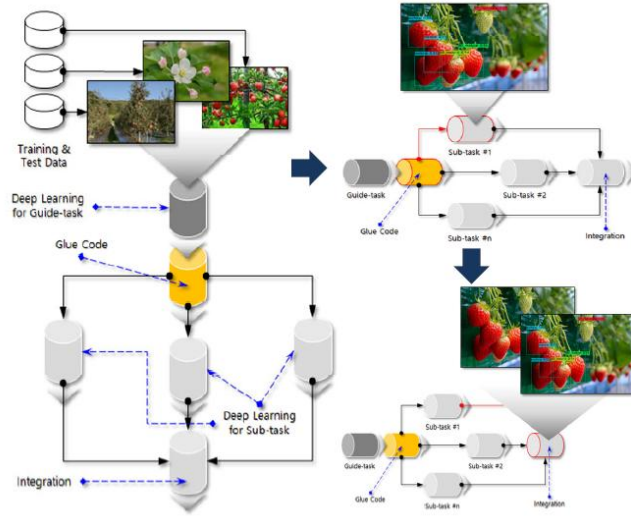 Training &
Test Data
Deep Learning
for Guide-task
Glue Code
Deep Learning
for Sub-task
Integration
Sub-task #1
Guide-task
Sub-task #2
Glue Code
Sub-task #n
Integration
Sub-task #1
Guide-task
Sub-task #2
Glue Code
Sub-task #n
Integration